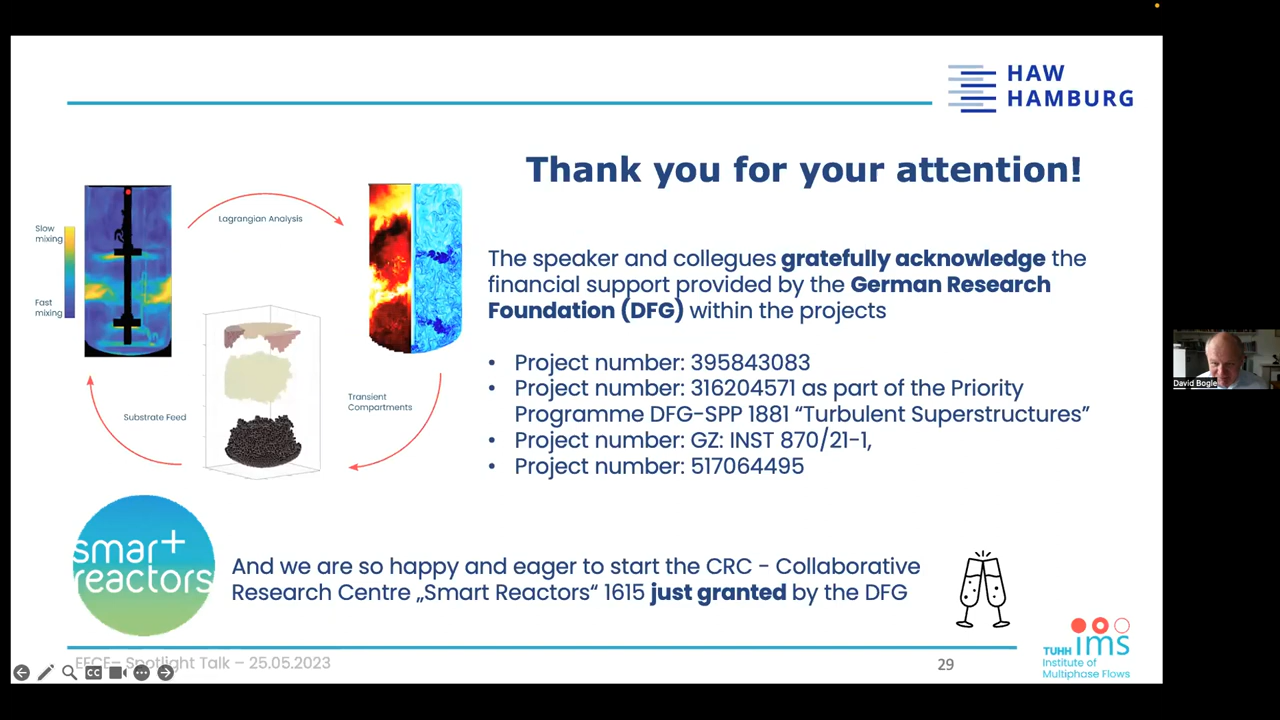 HAW
HAMBURG
Thank you for your attention!
Slow
mixing
Fast
mixing
Lagrangian Analysis
Transient
Compartments
Substrate Feed
The speaker and collegues gratefully acknowledge the
financial support provided by the German Research
Foundation (DFG) within the projects
• Project number: 395843083
• Project number: 316204571 as part of the Priority
Programme DFG-SPP 1881 “Turbulent Superstructures”
• Project number: GZ: INST 870/21-1,
• Project number: 517064495
smart
reactors
And we are so happy and eager to start the CRC - Collaborative
Research Centre „Smart Reactors“ 1615 just granted by the DFG
David Bogle
EFCE– Spotlight Talk – 25.05.2023
CC
29
TUHH ims
Institute of
Multiphase Flows